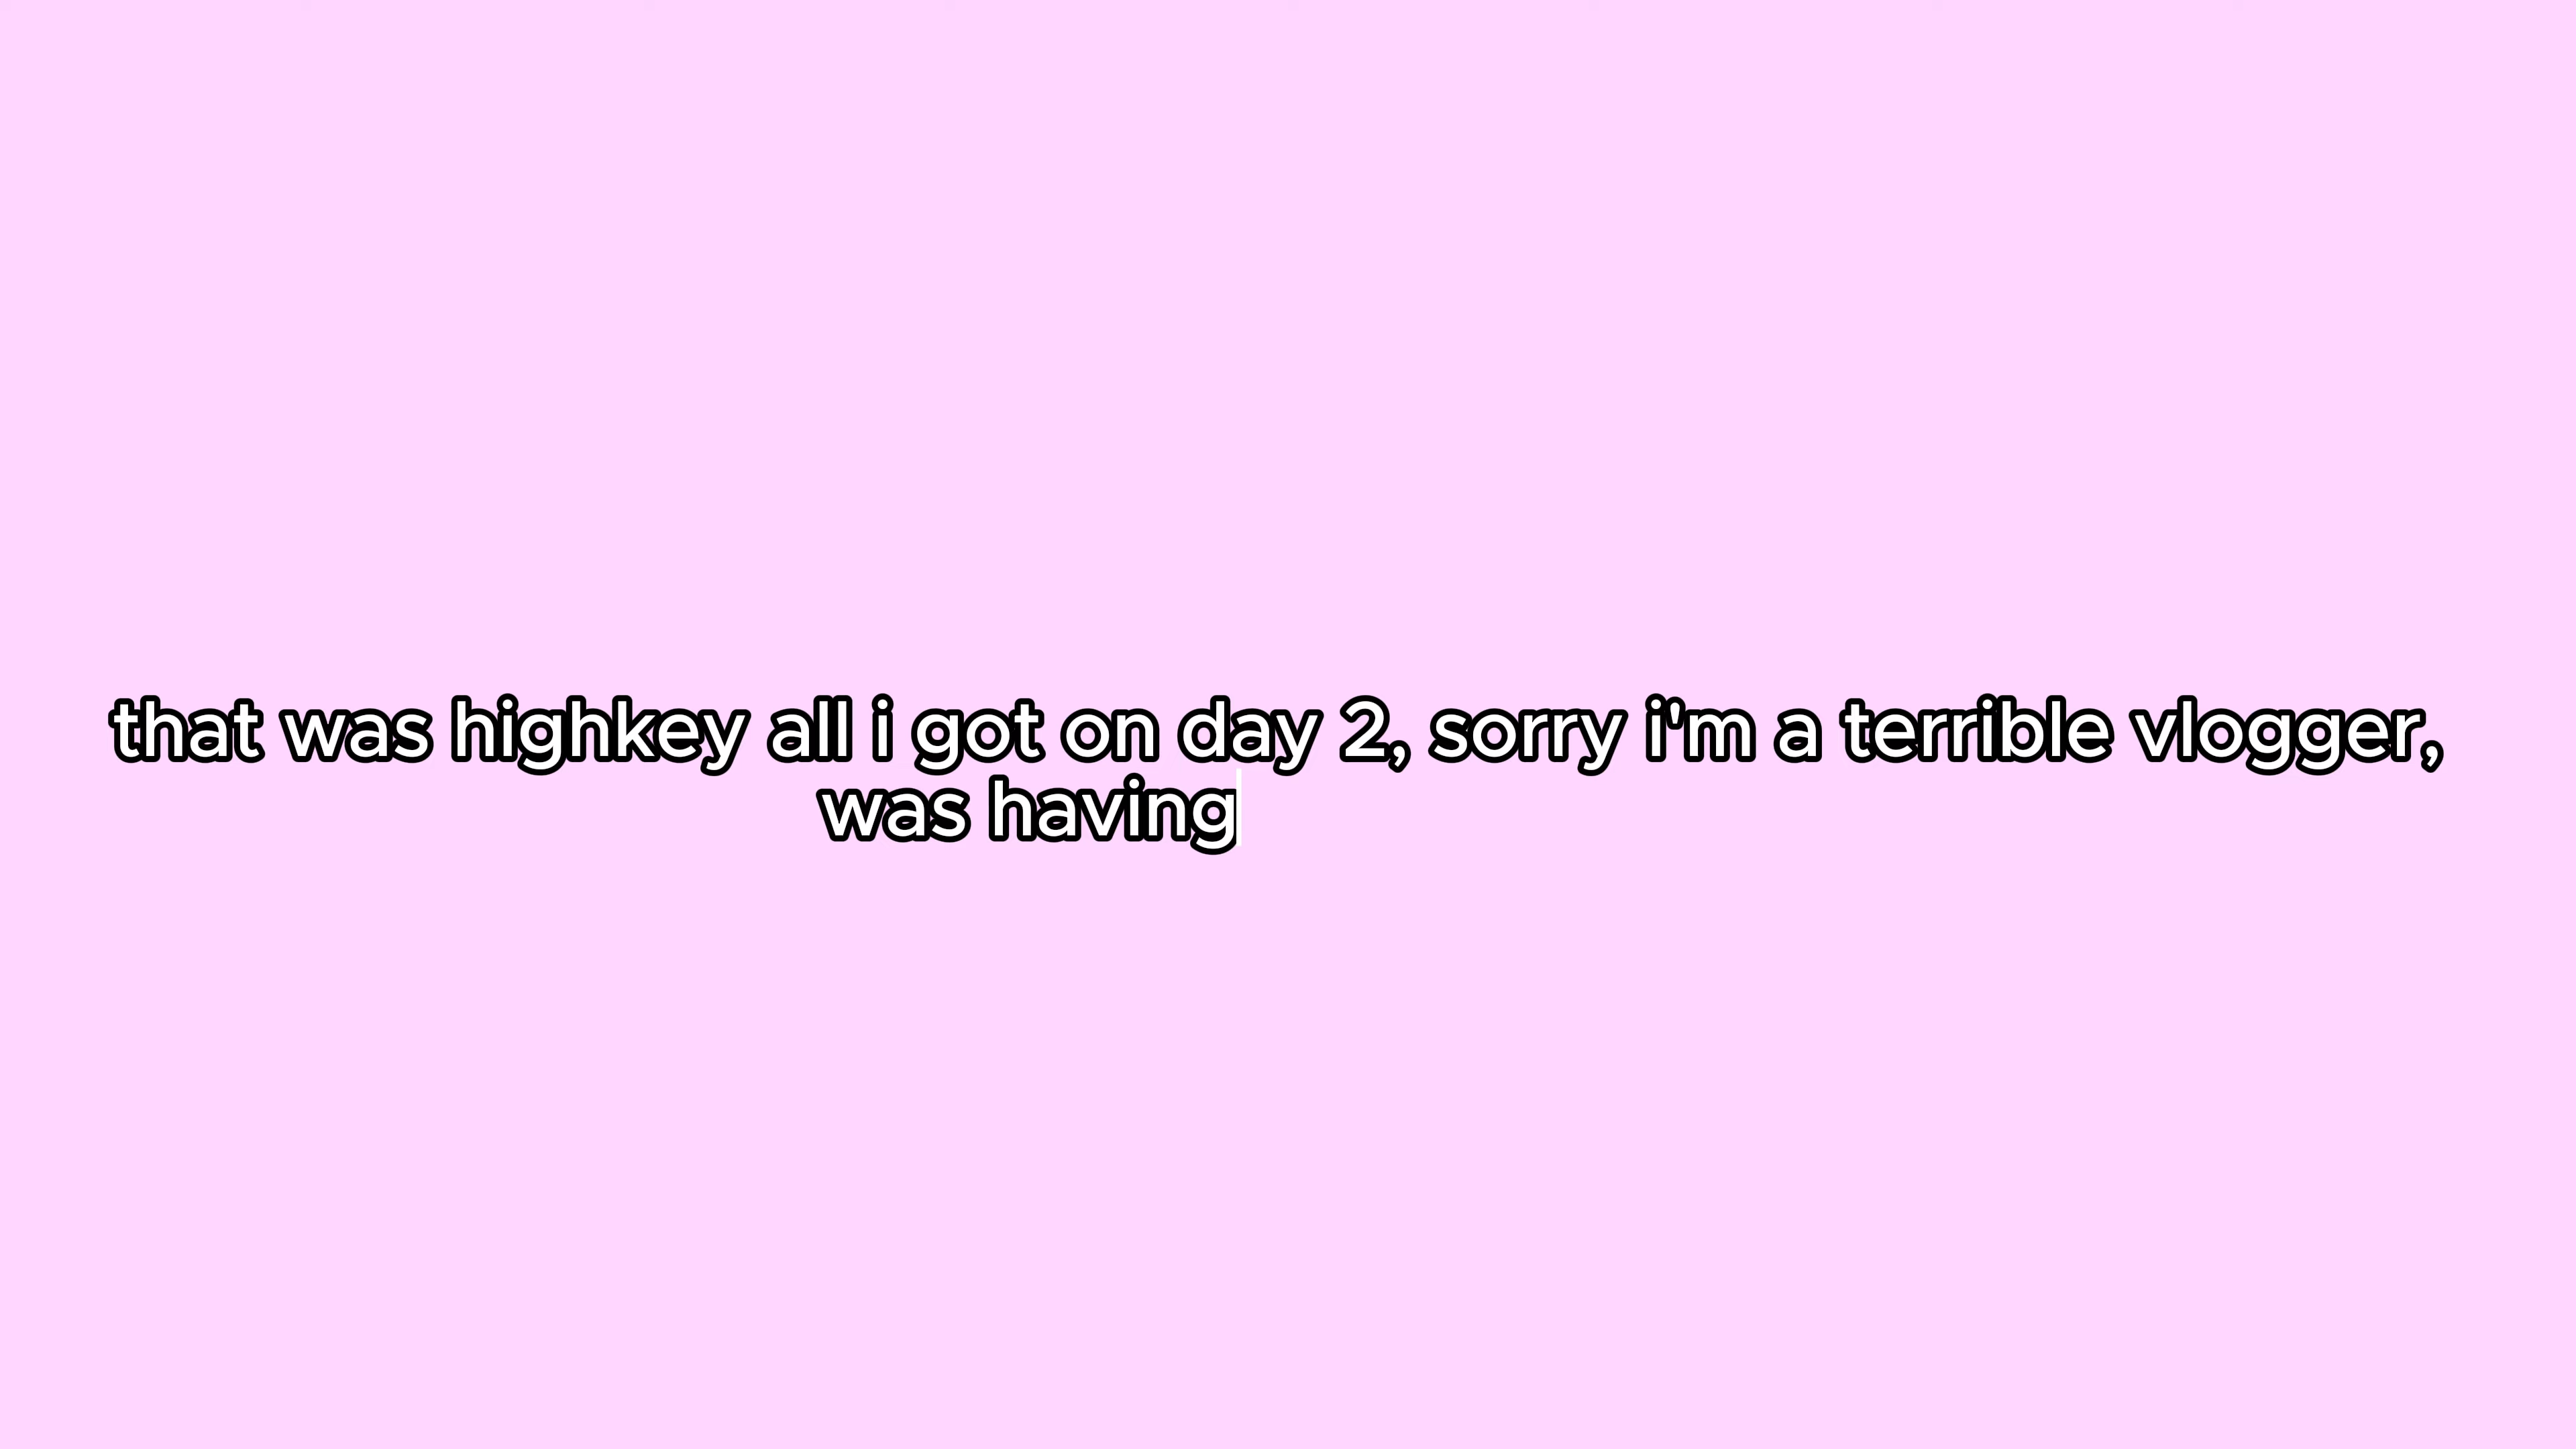 that was highkey all i got on day 2, sorry i'm a terrible vlogger,
was having